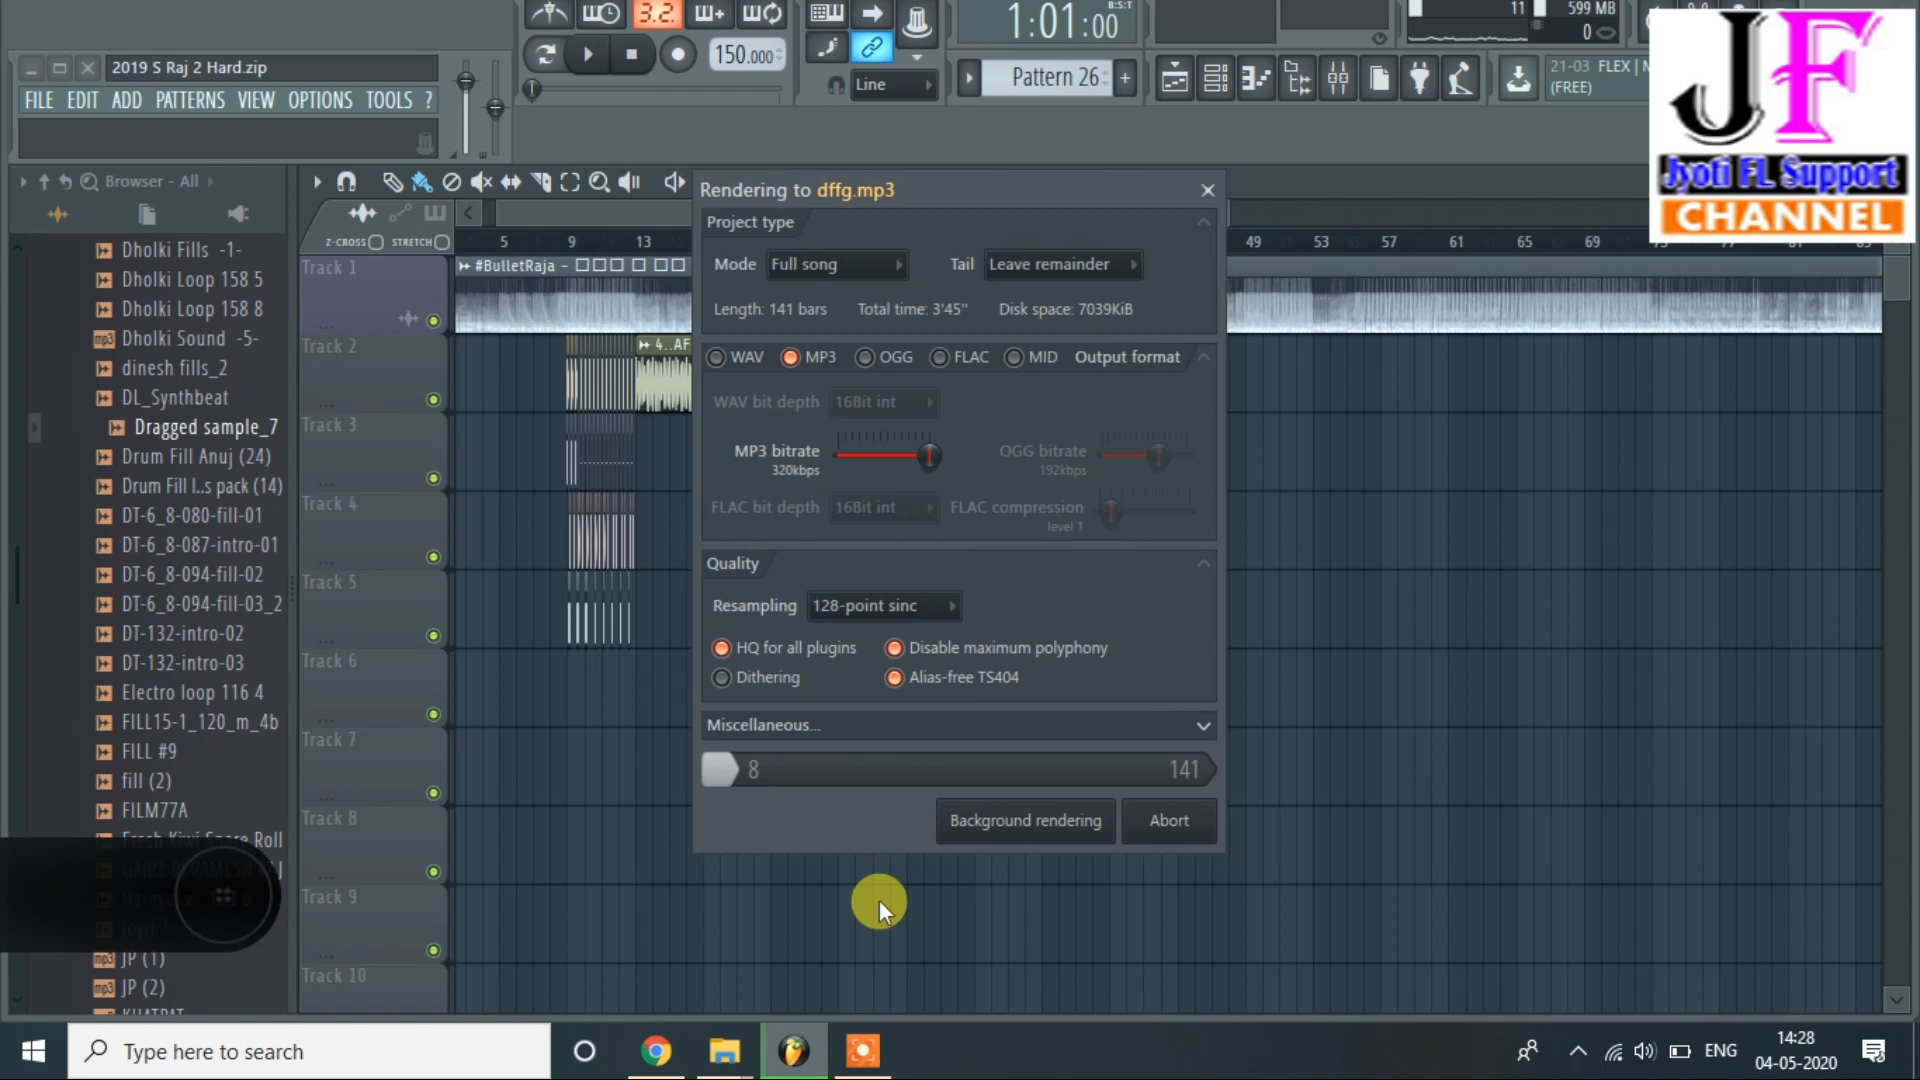 2019 S Raj 2 Hard.zip
FILE EDIT ADD PATTERNS VIEW OPTIONS TOOLS ?
3.2.
150.000
1:01:00
B:S:T
Line
Pattern 26
11
599 MB
0
21-03 FLEX | N
(FREE)
JF
Jyoti FL Support
CHANNEL
Browser - All
Dholki Fills -1-
Dholki Loop 158 5
Dholki Loop 158 8
mp3 Dholki Sound -5-
dinesh fills_2
DL_Synthbeat
Dragged sample_7
Drum Fill Anuj (24)
Drum Fill I..s pack (14)
DT-6_8-080-fill-01
DT-6_8-087-intro-01
DT-6_8-094-fill-02
DT-6_8-094-fill-03_2
DT-132-intro-02
DT-132-intro-03
Electro loop 116 4
FILL15-1_120_m_4b
FILL #9
fill (2)
FILM77A
Fresh Kiwi Snare Roll
mp3 JP (1)
mp3 JP (2)
Z-CROSS STRETCH
5 9 13
49 53 57 61 65 69
Track 1
#BulletRaja -
Track 2
4..AF
Track 3
Track 4
Track 5
Track 6
Track 7
Track 8
Track 9
Track 10
Rendering to dffg.mp3
Project type
Mode Full song Tail Leave remainder
Length: 141 bars Total time: 3'45" Disk space: 7039KiB
WAV MP3 OGG FLAC MID Output format
WAV bit depth 16Bit int
MP3 bitrate
320kbps
OGG bitrate
192kbps
FLAC bit depth 16Bit int FLAC compression
level 1
Quality
Resampling 128-point sinc
HQ for all plugins Disable maximum polyphony
Dithering Alias-free TS404
Miscellaneous...
8 141
Background rendering Abort
Type here to search
ENG
14:28
04-05-2020